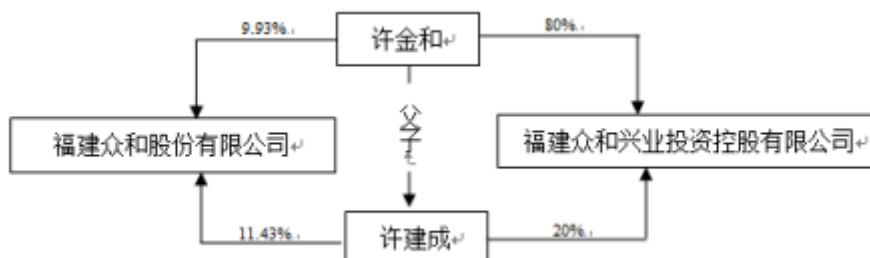 9.93%
许金和
80%
父子
福建众和股份有限公司
福建众和兴业投资控股有限公司
11.43%
许建成
20%